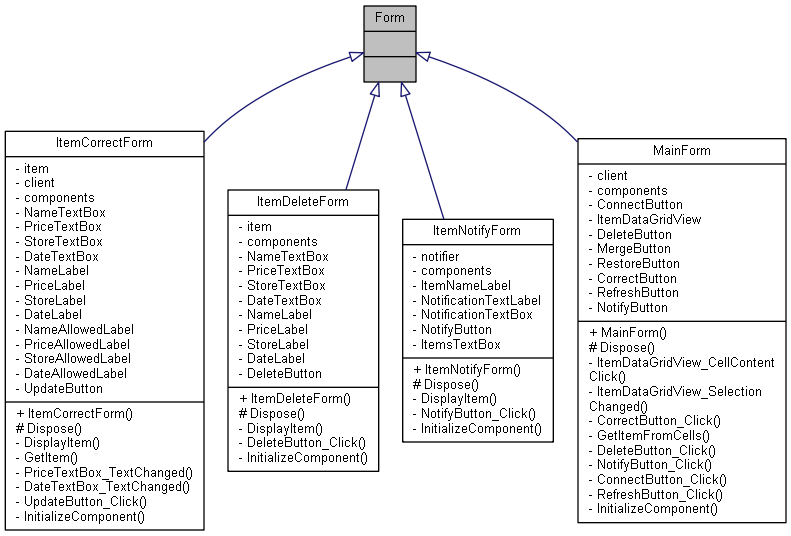 Form
ItemCorrectForm
- item
- client
- components
- NameTextBox
- PriceTextBox
- StoreTextBox
- DateTextBox
- NameLabel
- PriceLabel
- StoreLabel
- DateLabel
- NameAllowedLabel
- PriceAllowedLabel
- StoreAllowedLabel
- DateAllowedLabel
- UpdateButton
+ ItemCorrectForm()
# Dispose()
- DisplayItem()
- GetItem()
- PriceTextBox_TextChanged()
- DateTextBox_TextChanged()
- UpdateButton_Click()
- InitializeComponent()
ItemDeleteForm
- item
- components
- NameTextBox
- PriceTextBox
- StoreTextBox
- DateTextBox
- NameLabel
- PriceLabel
- StoreLabel
- DateLabel
- DeleteButton
+ ItemDeleteForm()
# Dispose()
- DisplayItem()
- DeleteButton_Click()
- InitializeComponent()
ItemNotifyForm
- notifier
- components
- ItemNameLabel
- NotificationTextLabel
- NotificationTextBox
- NotifyButton
- ItemsTextBox
+ ItemNotifyForm()
# Dispose()
- DisplayItem()
- NotifyButton_Click()
- InitializeComponent()
MainForm
- client
- components
- ConnectButton
- ItemDataGridView
- DeleteButton
- MergeButton
- RestoreButton
- CorrectButton
- RefreshButton
- NotifyButton
+ MainForm()
# Dispose()
- ItemDataGridView_CellContent
Click()
- ItemDataGridView_Selection
Changed()
- CorrectButton_Click()
- GetItemFromCells()
- DeleteButton_Click()
- NotifyButton_Click()
- ConnectButton_Click()
- RefreshButton_Click()
- InitializeComponent()